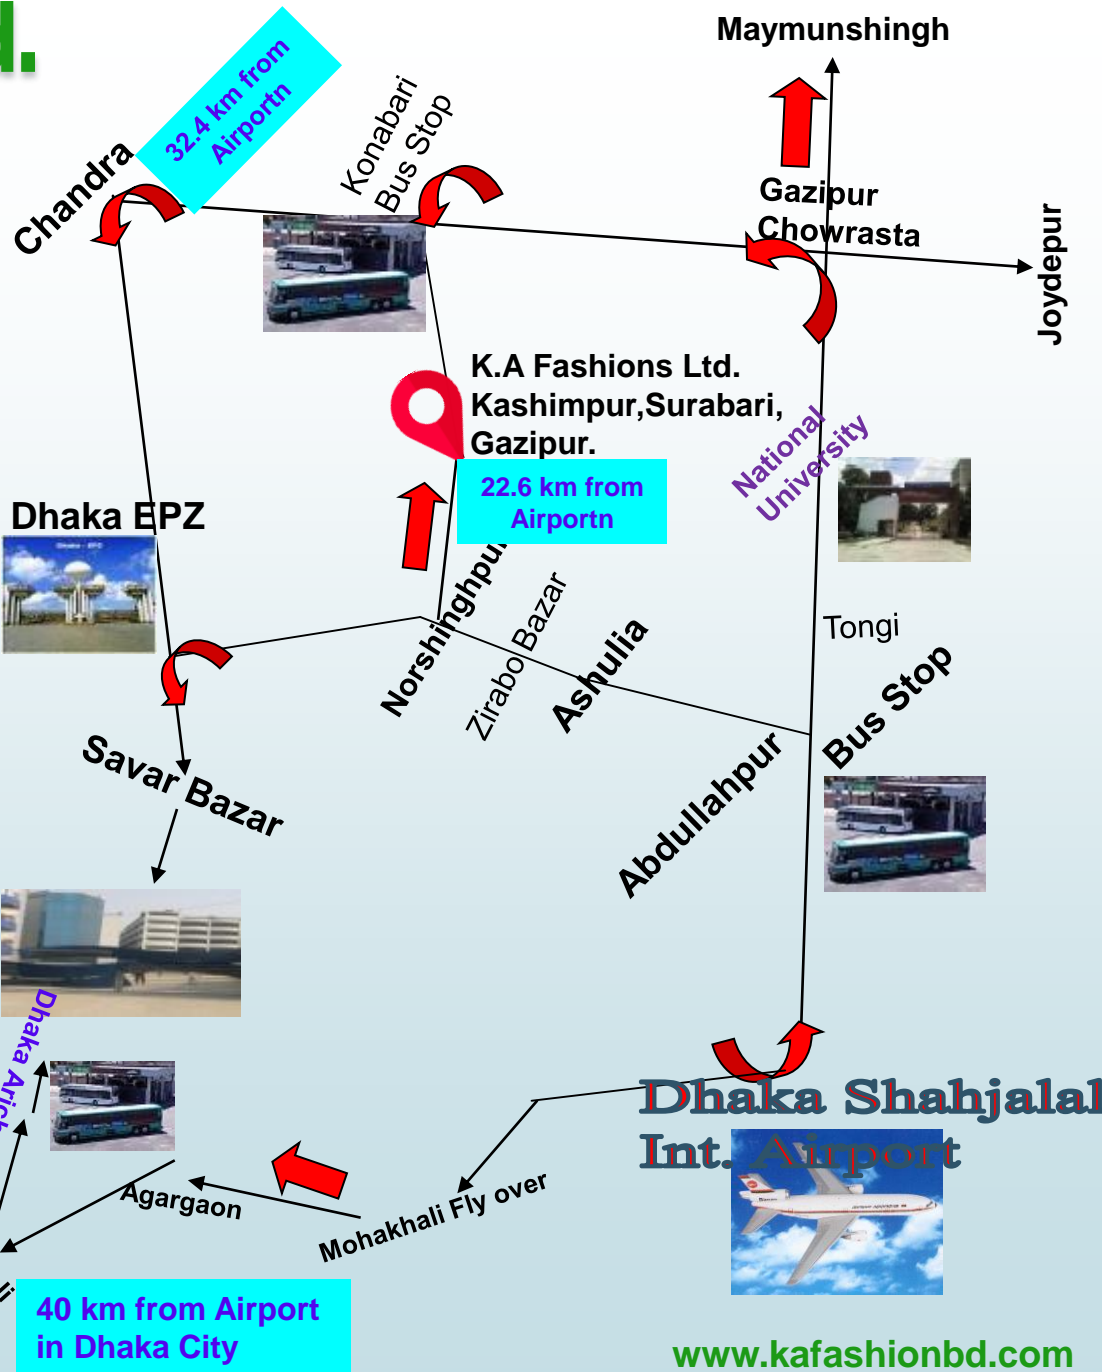 d.
Maymunshingh
32.4 km from
Airportn
Konabari
Bus Stop
Chandra
Gazipur
Chowrasta
Joydepur
K.A Fashions Ltd.
Kashimpur,Surabari,
Gazipur.
22.6 km from
Airportn
National
University
Dhaka EPZ
Norshinghpur
Zirabo Bazar
Ashulia
Tongi
Bus Stop
Abdullahpur
Savar Bazar
Dhaka
Dhaka Shahjalal
Int. Airport
Agargaon
Mohakhali Fly over
40 km from Airport
in Dhaka City
www.kafashionbd.com